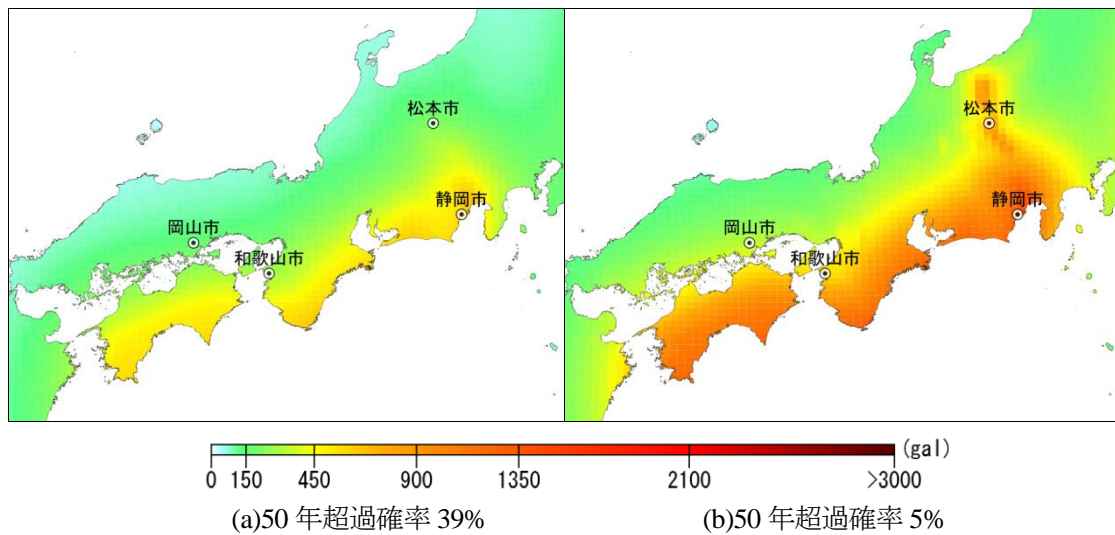 松本市
静岡市
岡山市
和歌山市
松本市
静岡市
岡山市
和歌山市
(gal)
0 150 450 900 1350 2100 >3000
(a)50 年超過確率 39% (b)50 年超過確率 5%